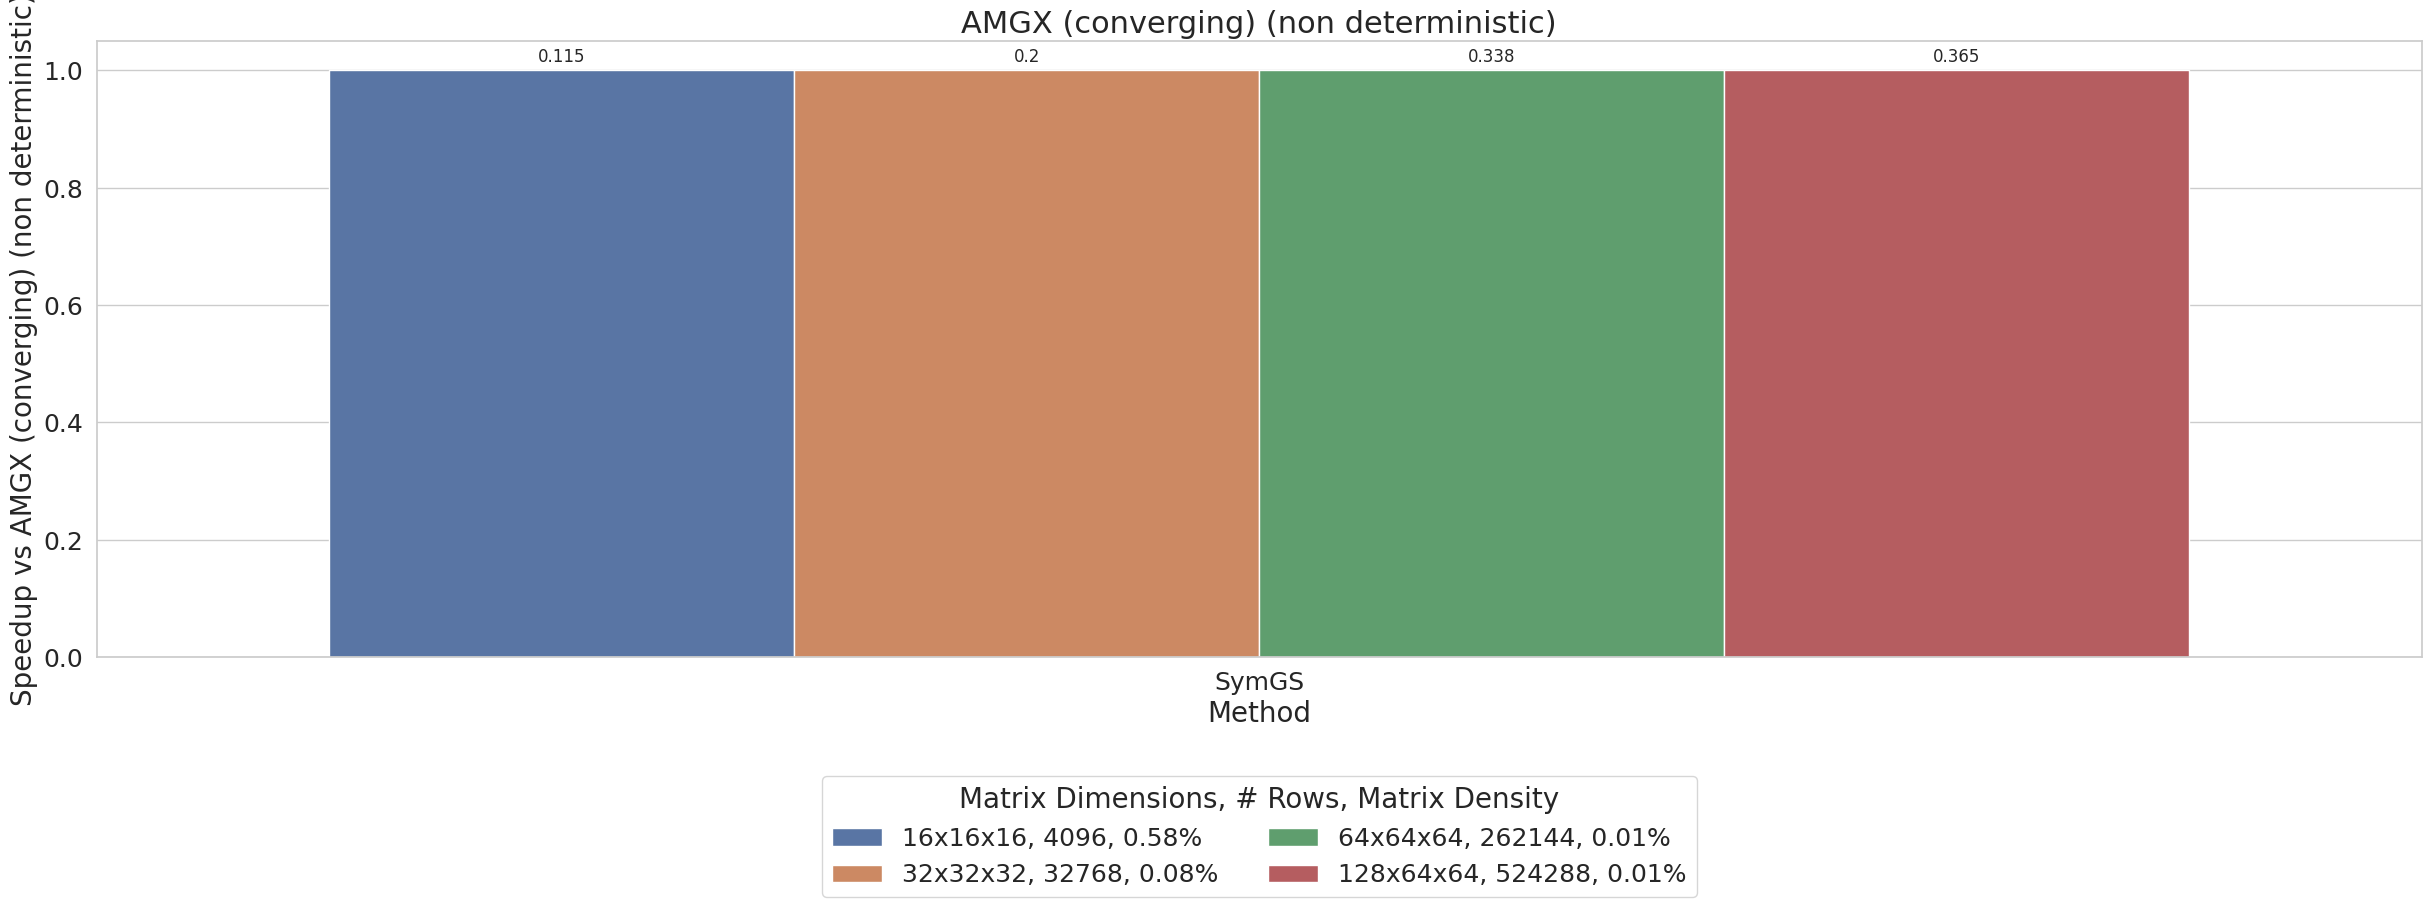 AMGX (converging) (non deterministic)
Speedup vs AMGX (converging) (non deterministic)
1.0
0.8
0.6
0.4
0.2
0.0
0.115
0.2
0.338
0.365
SymGS
Method
Matrix Dimensions, # Rows, Matrix Density
16x16x16, 4096, 0.58%
32x32x32, 32768, 0.08%
64x64x64, 262144, 0.01%
128x64x64, 524288, 0.01%